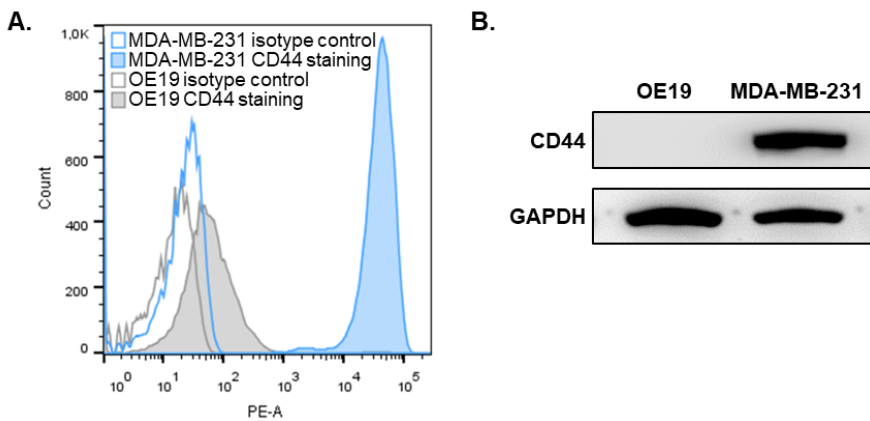 A.
1,0K
800
600
400
200
0
Count
MDA-MB-231 isotype control
MDA-MB-231 CD44 staining
OE19 isotype control
OE19 CD44 staining
10^0 10^1 10^2 10^3 10^4 10^5
PE-A
B.
OE19 MDA-MB-231
CD44
GAPDH